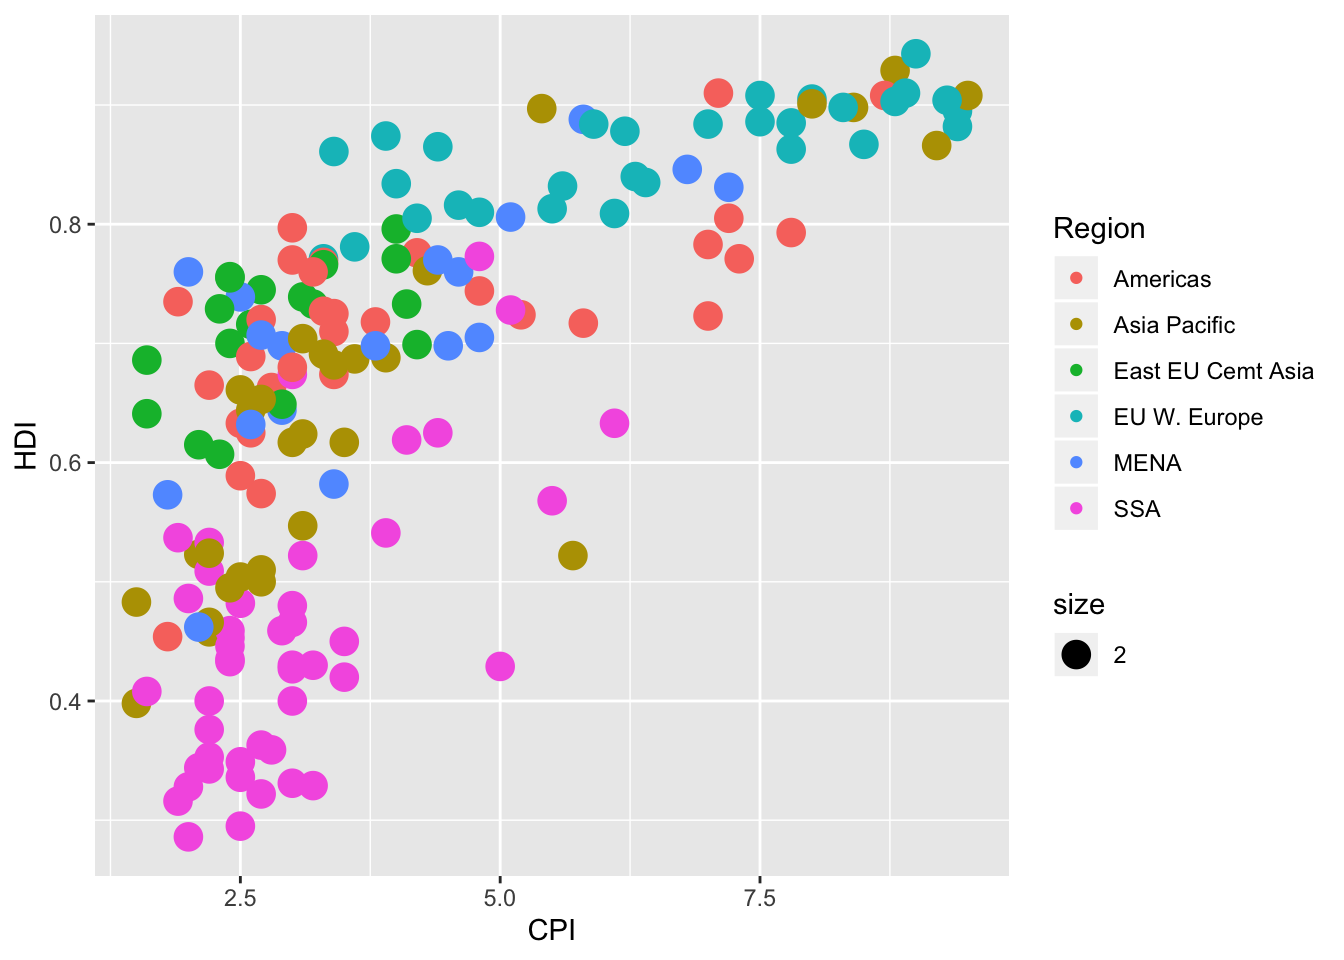 HDI
0.8
0.6
0.4
2.5
5.0
7.5
CPI
Region
Americas
Asia Pacific
East EU Cemt Asia
EU W. Europe
MENA
SSA
size
2